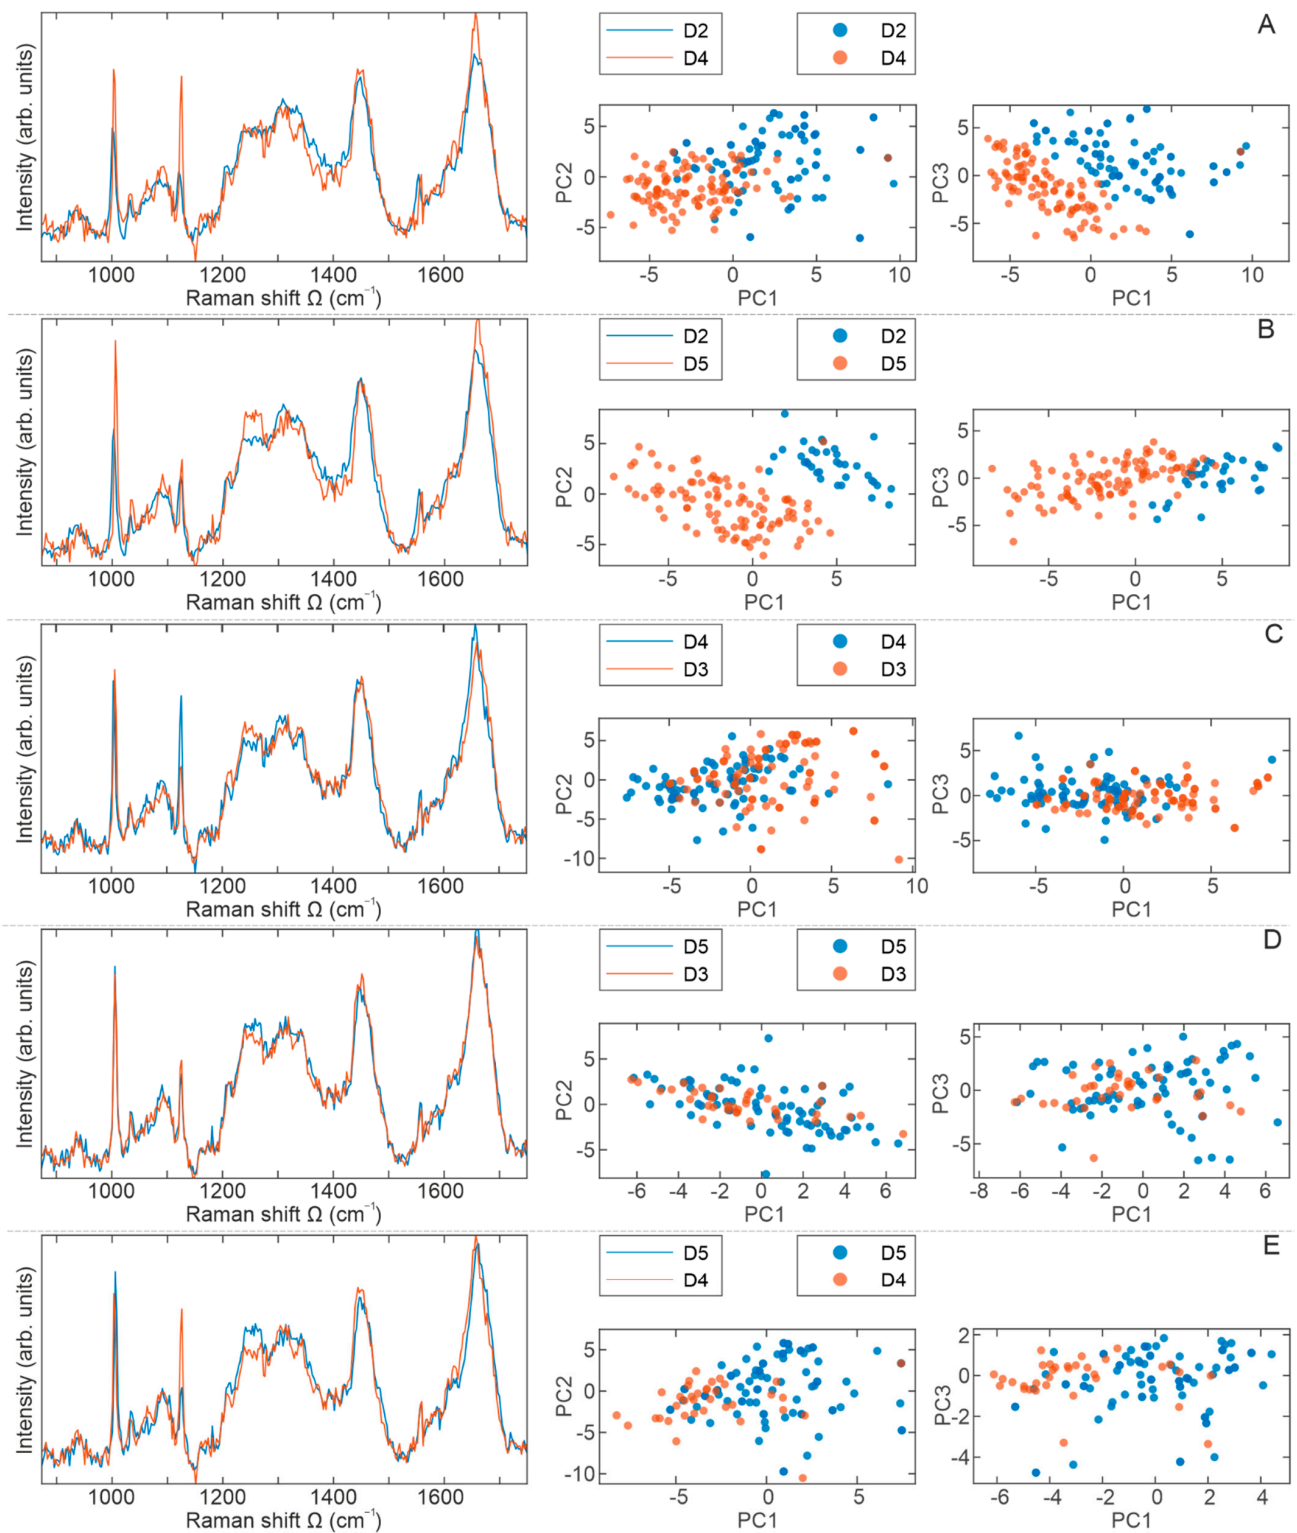 A
D2
D4
D2
D4
Intensity (arb. units)
1000 1200 1400 1600
Raman shift Ω (cm⁻¹)
PC2
5
0
-5
-5 0 5 10
PC1
PC3
5
0
-5
-5 0 5 10
PC1
B
D2
D5
D2
D5
Intensity (arb. units)
1000 1200 1400 1600
Raman shift Ω (cm⁻¹)
PC2
5
0
-5
-5 0 5
PC1
PC3
5
0
-5
-5 0 5
PC1
C
D4
D3
D4
D3
Intensity (arb. units)
1000 1200 1400 1600
Raman shift Ω (cm⁻¹)
PC2
5
0
-5
-10
-5 0 5 10
PC1
PC3
5
0
-5
-5 0 5
PC1
D
D5
D3
D5
D3
Intensity (arb. units)
1000 1200 1400 1600
Raman shift Ω (cm⁻¹)
PC2
5
0
-5
-6 -4 -2 0 2 4 6
PC1
PC3
5
0
-5
-8 -6 -4 -2 0 2 4 6
PC1
E
D5
D4
D5
D4
Intensity (arb. units)
1000 1200 1400 1600
Raman shift Ω (cm⁻¹)
PC2
5
0
-5
-10
-5 0 5
PC1
PC3
2
0
-2
-4
-6 -4 -2 0 2 4
PC1